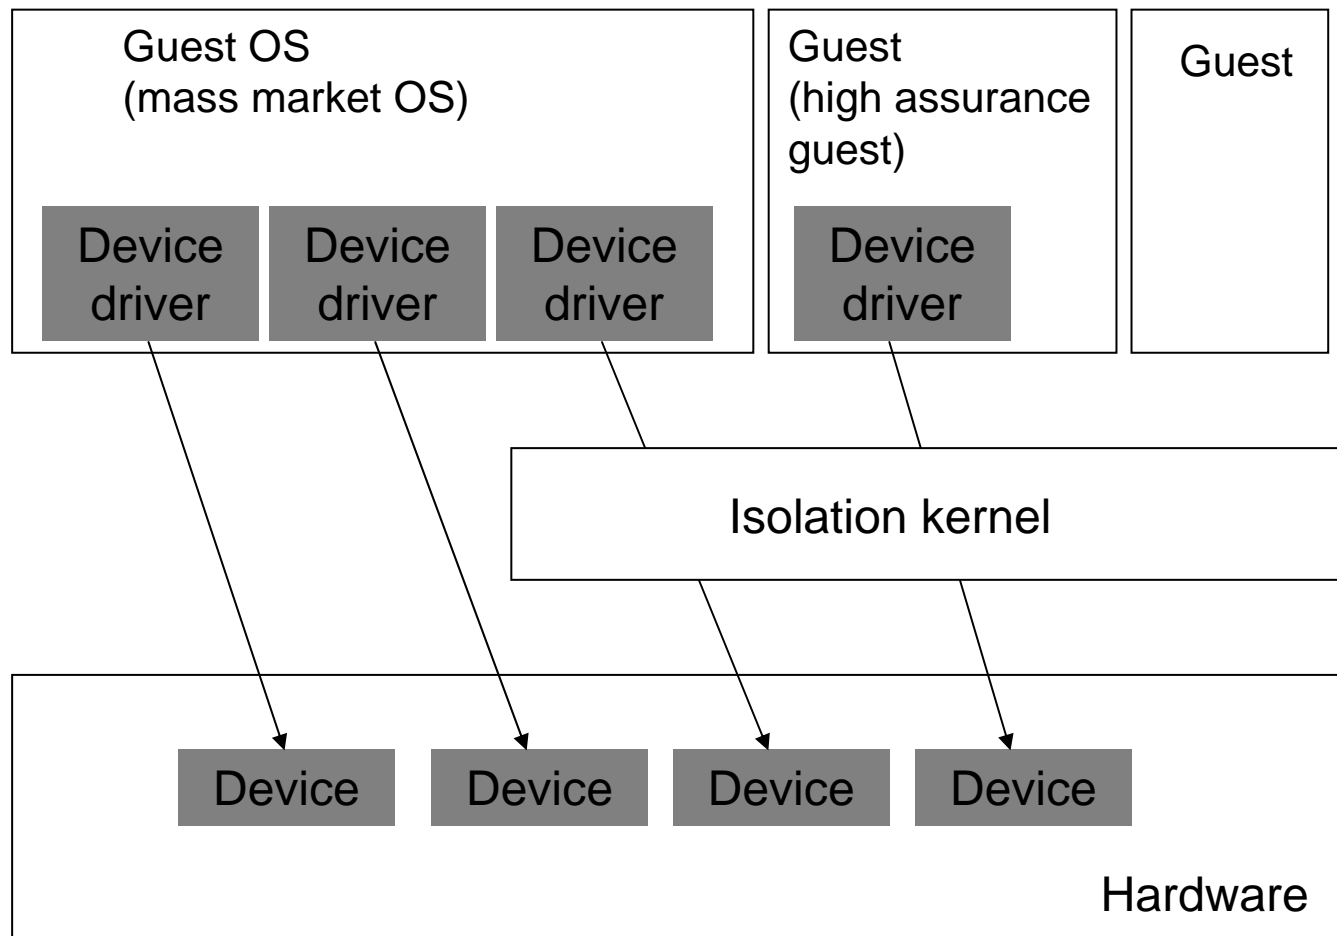 Guest OS
(mass market OS)
Guest
(high assurance
guest)
Guest
Device
driver
Device
driver
Device
driver
Device
driver
Isolation kernel
Device
Device
Device
Device
Hardware